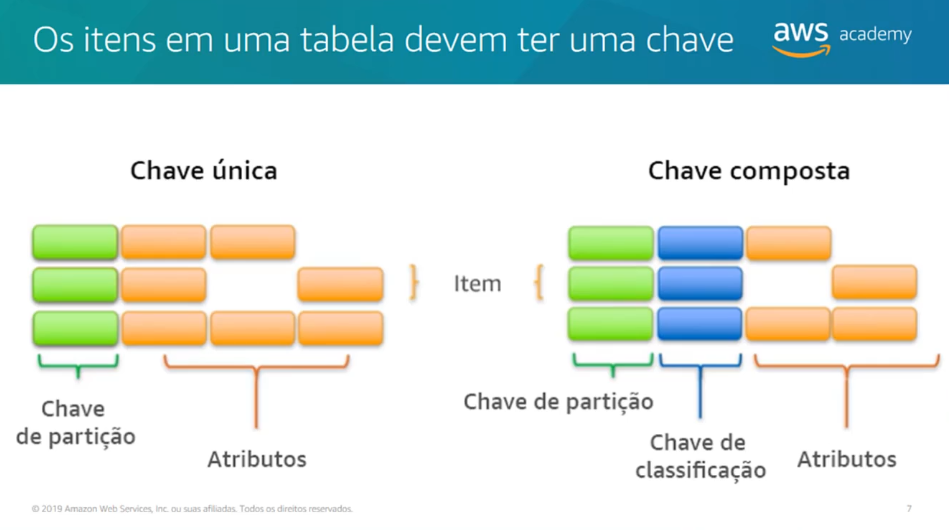 Os itens em uma tabela devem ter uma chave
aws academy
Chave única
Chave composta
Item
Chave
de partição
Atributos
Chave de partição
Chave de
classificação
Atributos
© 2019 Amazon Web Services, Inc. ou suas afiliadas. Todos os direitos reservados.
7